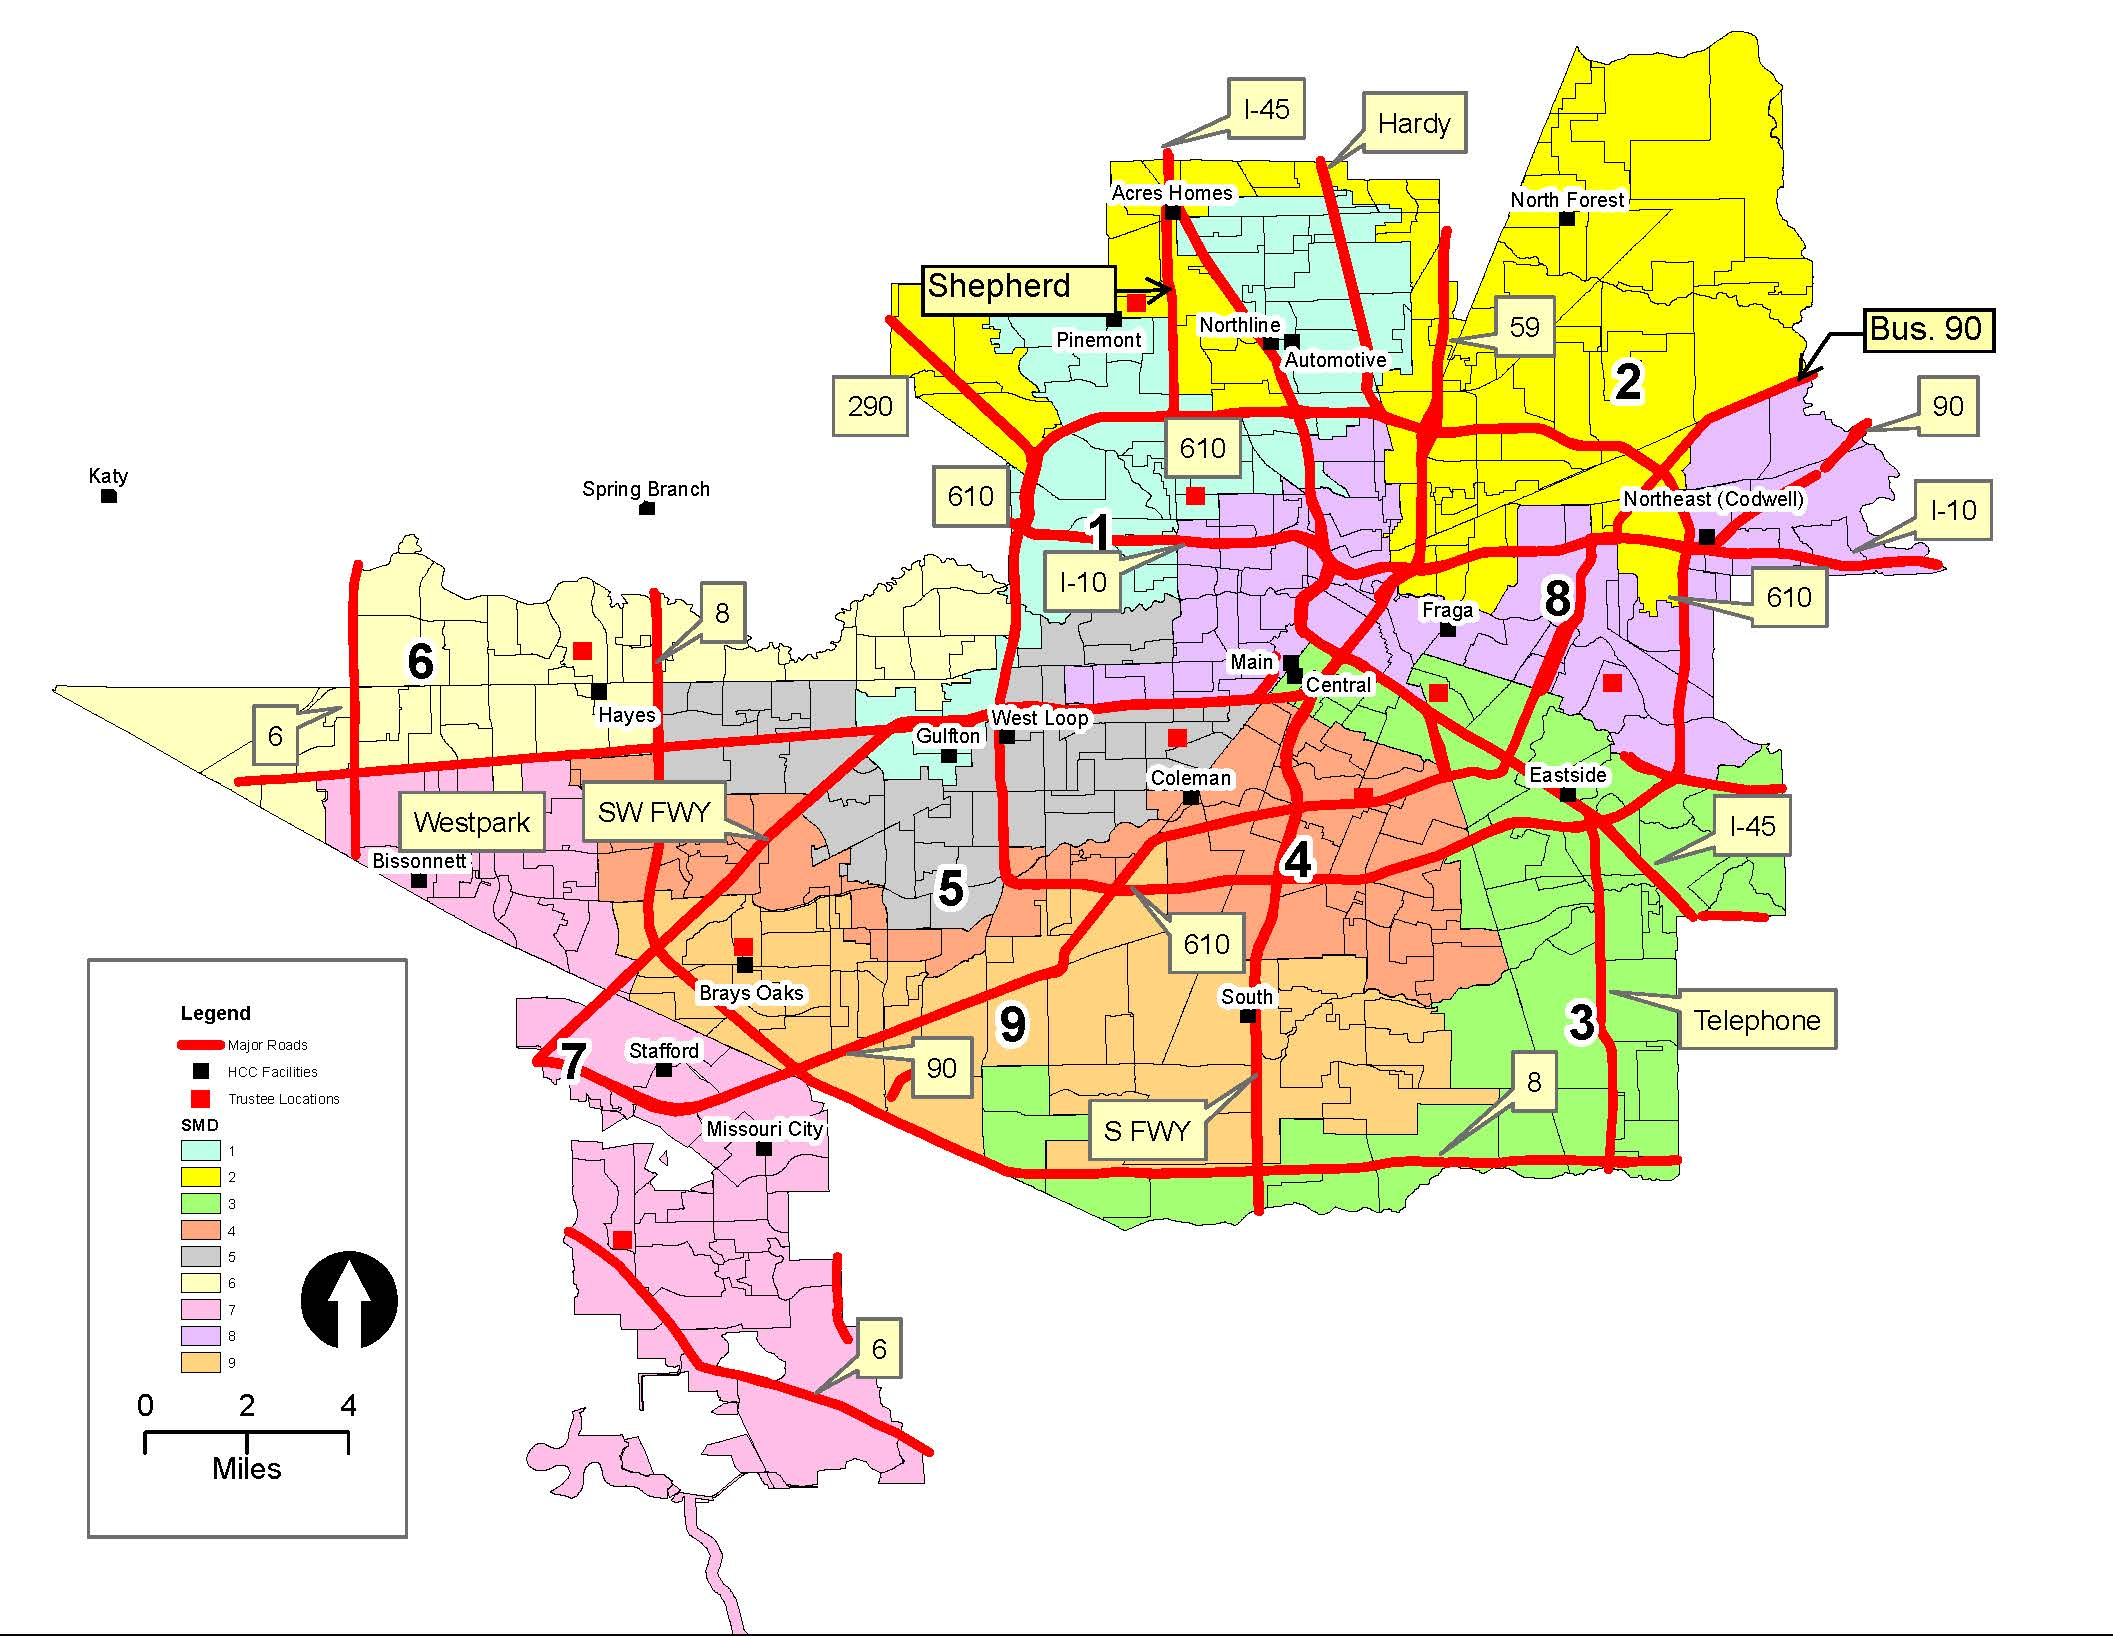 I-45
Hardy
Acres Homes
North Forest
Shepherd
59
Bus. 90
Pinemont
Northline
Automotive
2
290
90
610
Katy
Spring Branch
610
Northeast (Codwell)
I-10
1
I-10
8
8
610
Fraga
6
Main
Central
Hayes
6
West Loop
Gulfton
Eastside
Coleman
Westpark
SW FWY
I-45
Bissonnett
4
5
610
Brays Oaks
South
9
3
Telephone
7
Stafford
90
8
Missouri City
S FWY
6
Legend
Major Roads
HCC Facilities
Trustee Locations
SMD
1
2
3
4
5
6
7
8
9
0 2 4
Miles